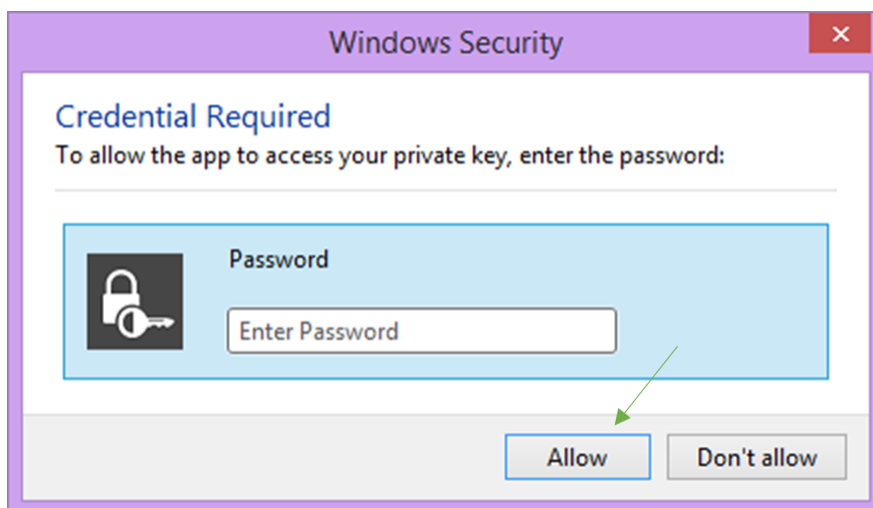 Windows Security
Credential Required
To allow the app to access your private key, enter the password:
Password
Enter Password
Allow
Don't allow